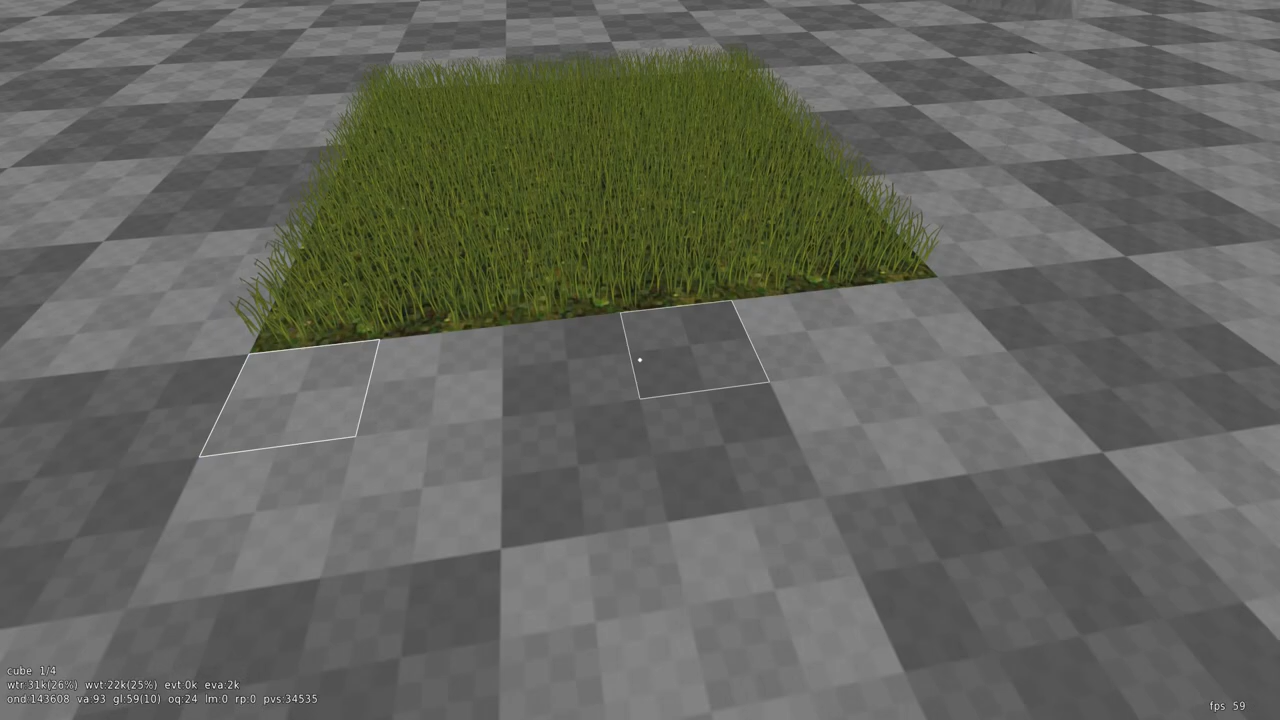 cube 1/4
wtr:31k(26%) wvt:22k(25%) evt:0k eva:2k
ond:143608 va:93 gl:59(10) oq:24 lm:0 rp:0 pvs:34535
fps 59